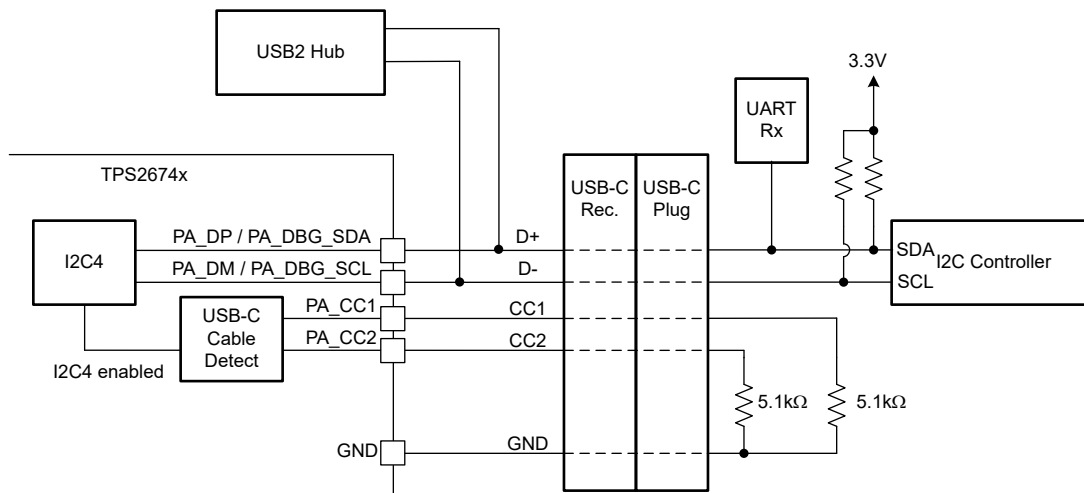 USB2 Hub
3.3V
UART
Rx
TPS2674x
USB-C
Rec.
USB-C
Plug
I2C4
PA_DP / PA_DBG_SDA
D+
SDA
PA_DM / PA_DBG_SCL
D-
SCL
I2C Controller
USB-C
Cable
Detect
PA_CC1
CC1
PA_CC2
CC2
I2C4 enabled
5.1kΩ
5.1kΩ
GND
GND